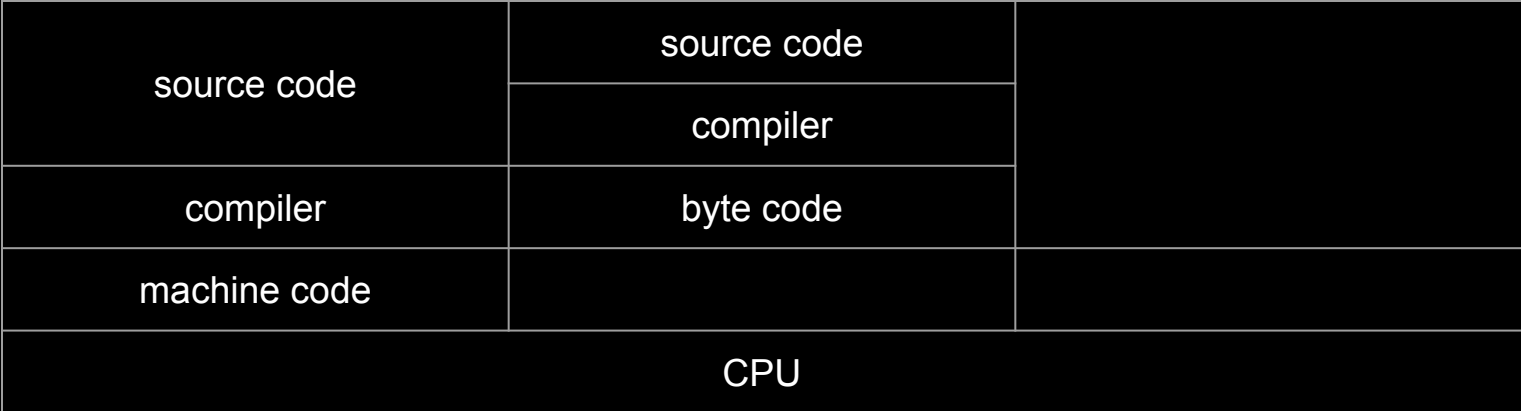 source code
source code
compiler
compiler
byte code
machine code
CPU